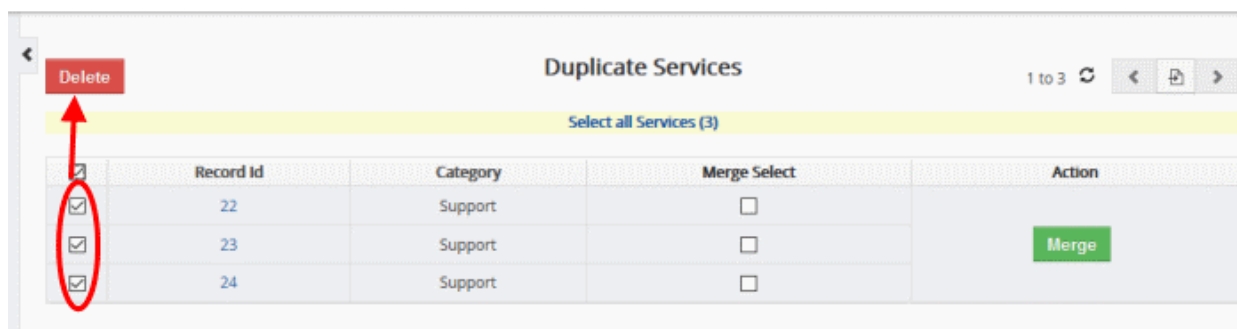 Delete
Duplicate Services
1 to 3
Select all Services (3)
Record Id Category Merge Select Action
22 Support
23 Support Merge
24 Support